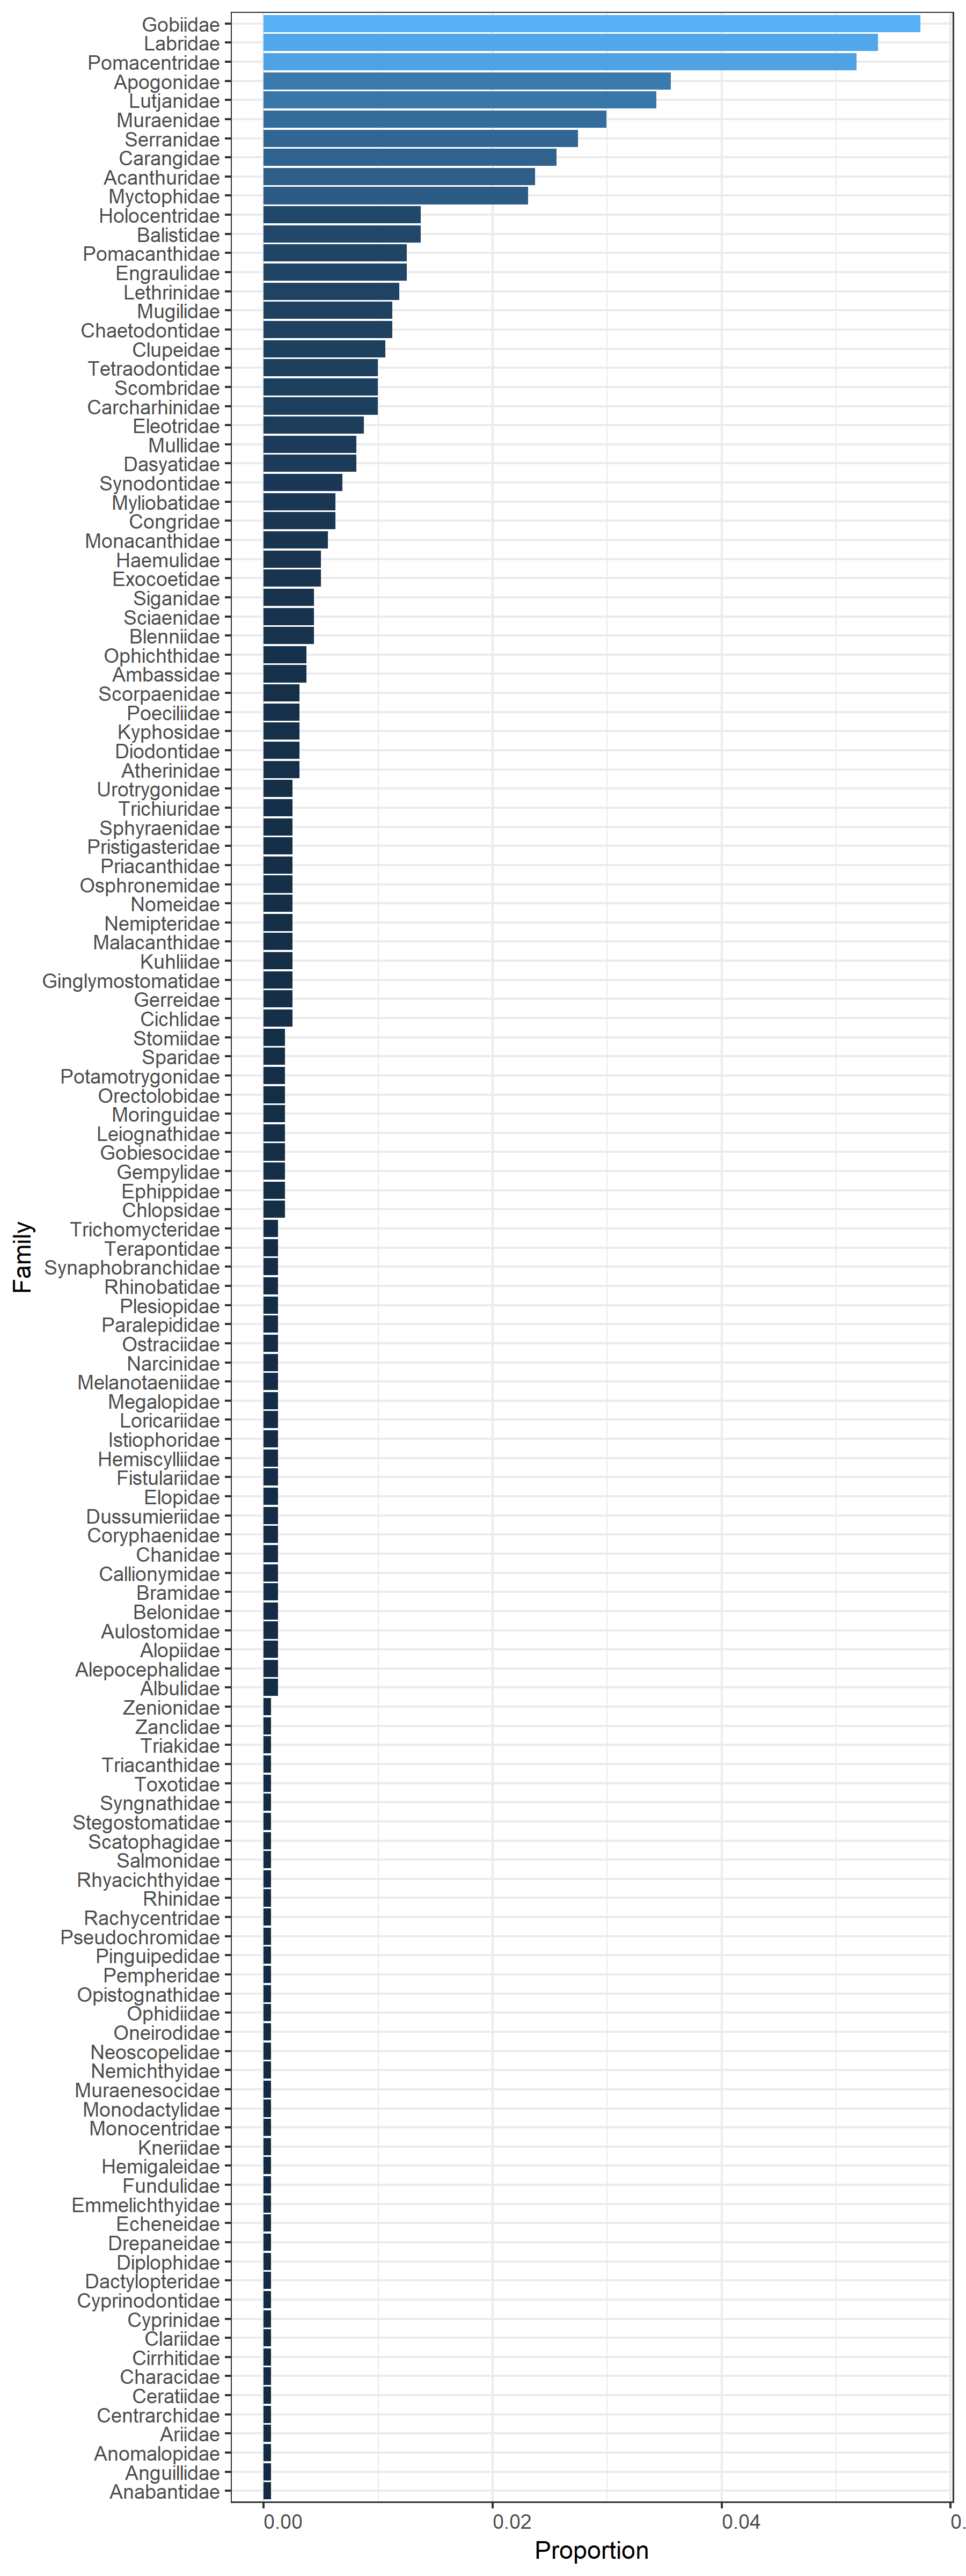 Gobiidae
Labridae
Pomacentridae
Apogonidae
Lutjanidae
Muraenidae
Serranidae
Carangidae
Acanthuridae
Myctophidae
Holocentridae
Balistidae
Pomacanthidae
Engraulidae
Lethrinidae
Mugilidae
Chaetodontidae
Clupeidae
Tetraodontidae
Scombridae
Carcharhinidae
Eleotridae
Mullidae
Dasyatidae
Synodontidae
Myliobatidae
Congridae
Monacanthidae
Haemulidae
Exocoetidae
Siganidae
Sciaenidae
Blenniidae
Ophichthidae
Ambassidae
Scorpaenidae
Poeciliidae
Kyphosidae
Diodontidae
Atherinidae
Urotrygonidae
Trichiuridae
Sphyraenidae
Pristigasteridae
Priacanthidae
Osphronemidae
Nomeidae
Nemipteridae
Malacanthidae
Kuhliidae
Ginglymostomatidae
Gerreidae
Cichlidae
Stomiidae
Sparidae
Potamotrygonidae
Orectolobidae
Moringuidae
Leiognathidae
Gobiesocidae
Gempylidae
Ephippidae
Chlopsidae
Trichomycteridae
Terapontidae
Synaphobranchidae
Rhinobatidae
Plesiopidae
Paralepididae
Ostraciidae
Narcinidae
Melanotaeniidae
Megalopidae
Loricariidae
Istiophoridae
Hemiscylliidae
Fistulariidae
Elopidae
Dussumieriidae
Coryphaenidae
Chanidae
Callionymidae
Bramidae
Belonidae
Aulostomidae
Alopiidae
Alepocephalidae
Albulidae
Zenionidae
Zanclidae
Triakidae
Triacanthidae
Toxotidae
Syngnathidae
Stegostomatidae
Scatophagidae
Salmonidae
Rhyacichthyidae
Rhinidae
Rachycentridae
Pseudochromidae
Pinguipedidae
Pempheridae
Opistognathidae
Ophidiidae
Oneirodidae
Neoscopelidae
Nemichthyidae
Muraenesocidae
Monodactylidae
Monocentridae
Kneriidae
Hemigaleidae
Fundulidae
Emmelichthyidae
Echeneidae
Drepaneidae
Diplophidae
Dactylopteridae
Cyprinodontidae
Cyprinidae
Clariidae
Cirrhitidae
Characidae
Ceratiidae
Centrarchidae
Ariidae
Anomalopidae
Anguillidae
Anabantidae
Family
0.00 0.02 0.04 0.
Proportion